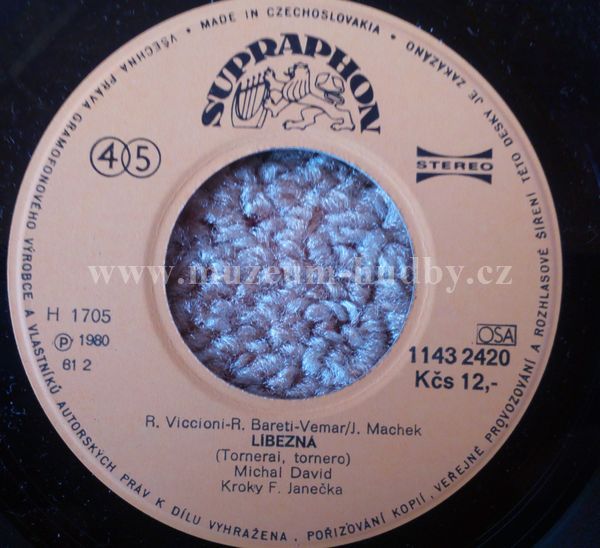 MADE IN CZECHOSLOVAKIA
VŠECHNA PRÁVA GRAMOFONOVÉHO VÝROBCE A VLASTNÍKŮ AUTORSKÝCH PRÁV K DÍLU VYHRAŽENA. POŘIZOVÁNÍ KOPIÍ, VEŘEJNÉ PROVOZOVÁNÍ A ROZHLASOVÉ ŠÍŘENÍ TÉTO DESKY JE ZAKÁZÁNO
SUPRAPHON
45
STEREO
www.muzeum-hudby.cz
H 1705
Ⓟ 1980
61 2
OSA
1143 2420
Kčs 12,-
R. Viccioni-R. Bareti-Vemar/J. Machek
LÍBEZNÁ
(Tornerai, tornero)
Michal David
Kroky F. Janečka